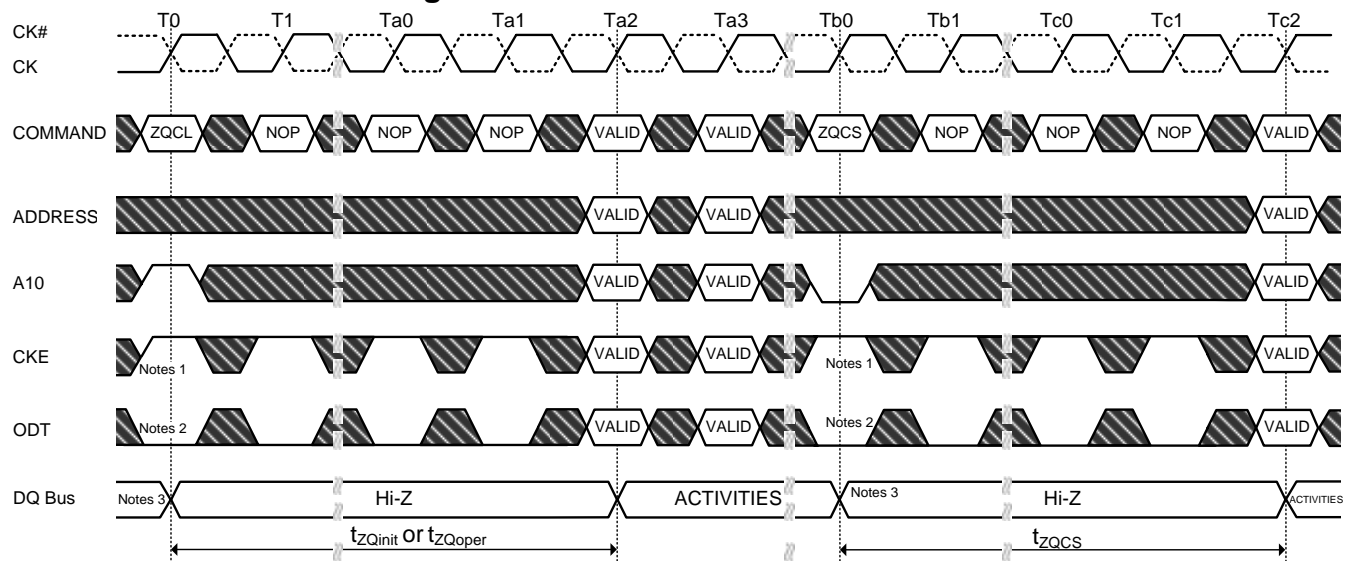 T0 T1 Ta0 Ta1 Ta2 Ta3 Tb0 Tb1 Tc0 Tc1 Tc2
CK#
CK
COMMAND ZQCL NOP NOP NOP VALID VALID ZQCS NOP NOP NOP VALID
ADDRESS VALID VALID VALID
A10 VALID VALID VALID
CKE Notes 1 VALID VALID Notes 1 VALID
ODT Notes 2 VALID VALID Notes 2 VALID
DQ Bus Notes 3 Hi-Z ACTIVITIES Notes 3 Hi-Z ACTIVITIES
tZQinit or tZQoper tZQCS